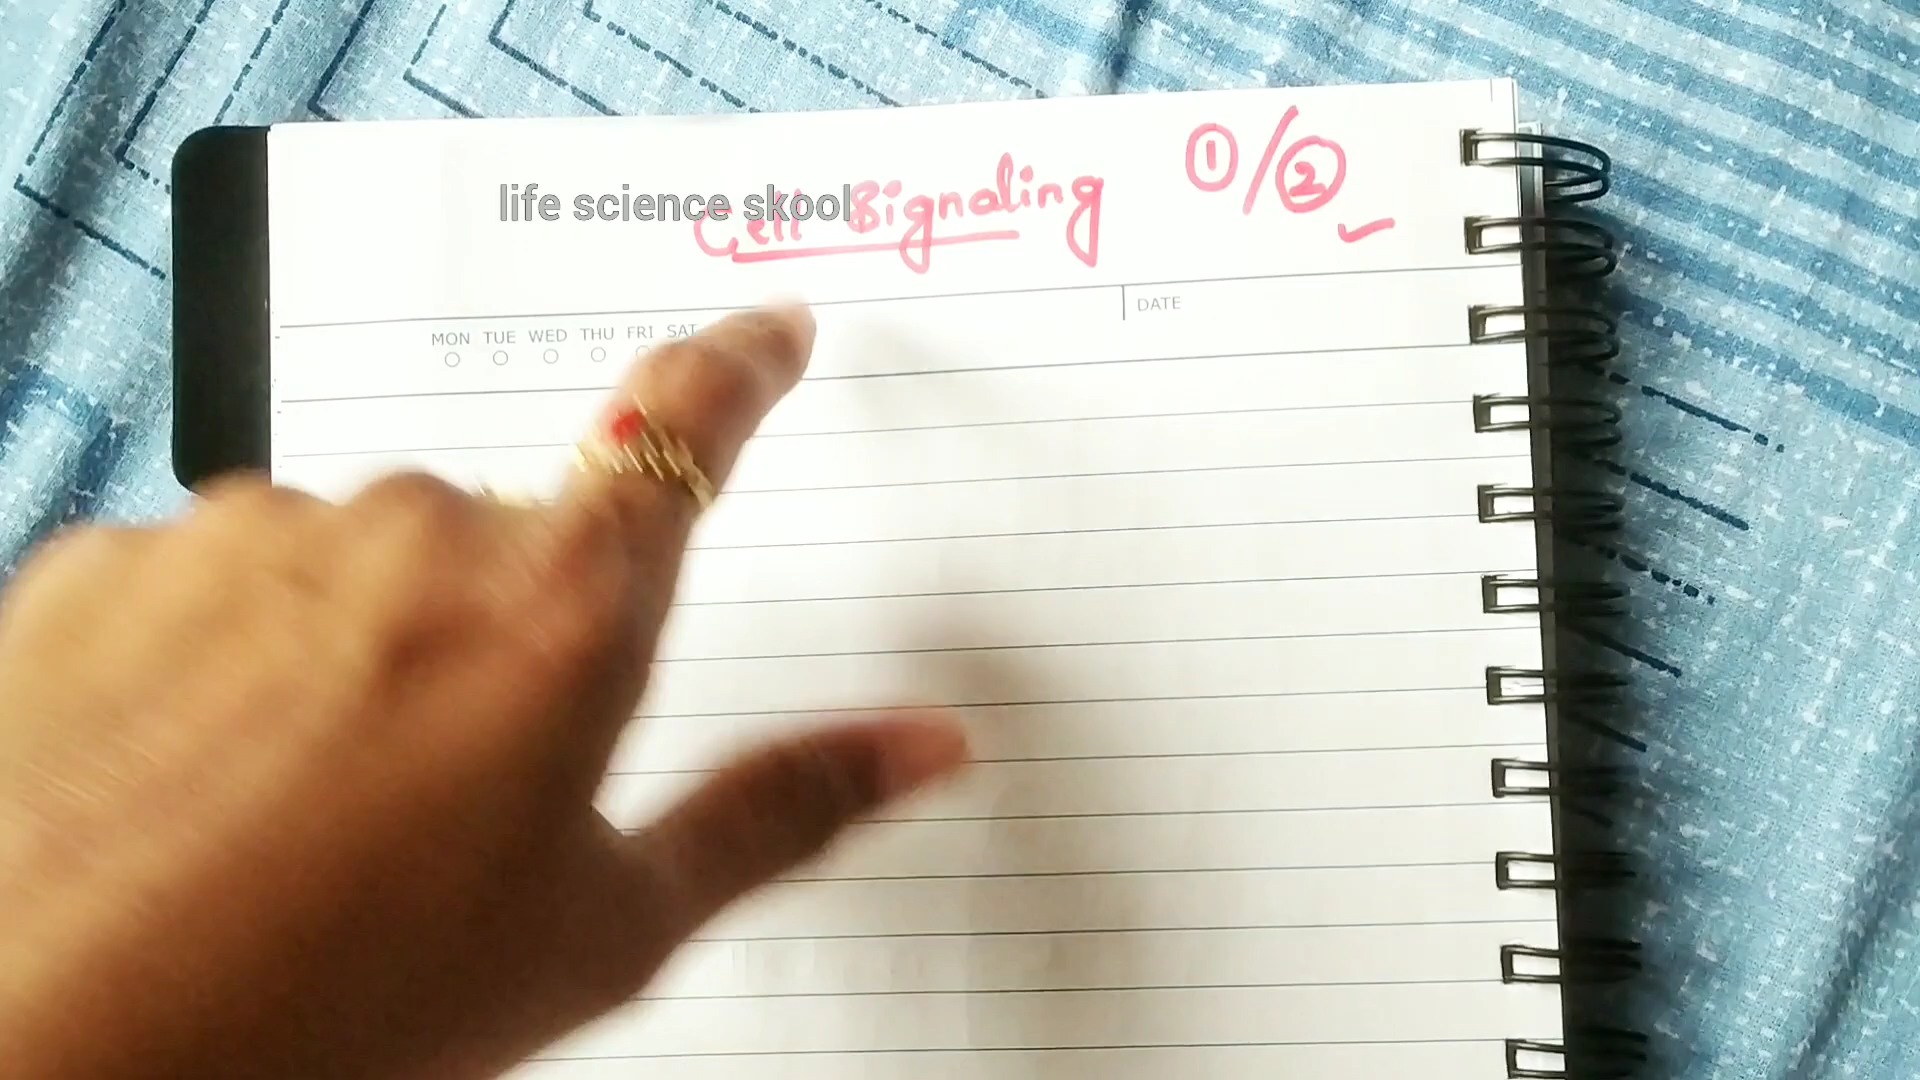 life science skool
Cell Signaling ① / ②
DATE
MON TUE WED THU FRI SAT